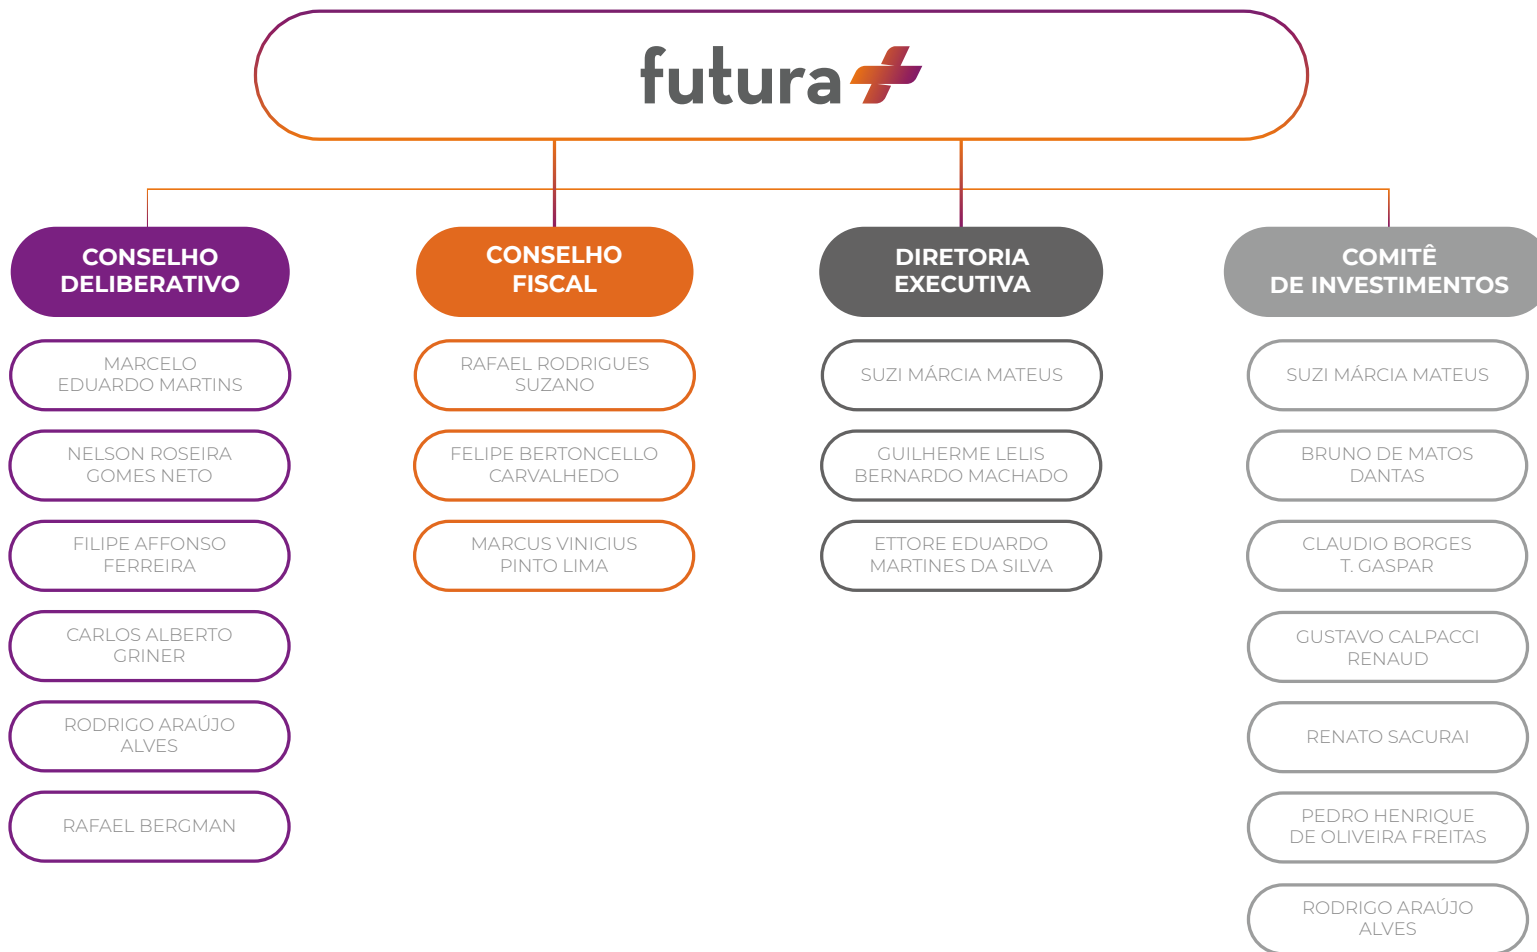 futura
CONSELHO
DELIBERATIVO
MARCELO
EDUARDO MARTINS
NELSON ROSEIRA
GOMES NETO
FILIPE AFFONSO
FERREIRA
CARLOS ALBERTO
GRINER
RODRIGO ARAÚJO
ALVES
RAFAEL BERGMAN
CONSELHO
FISCAL
RAFAEL RODRIGUES
SUZANO
FELIPE BERTONCELLO
CARVALHEDO
MARCUS VINICIUS
PINTO LIMA
DIRETORIA
EXECUTIVA
SUZI MÁRCIA MATEUS
GUILHERME LELIS
BERNARDO MACHADO
ETTORE EDUARDO
MARTINES DA SILVA
COMITÊ
DE INVESTIMENTOS
SUZI MÁRCIA MATEUS
BRUNO DE MATOS
DANTAS
CLAUDIO BORGES
T. GASPAR
GUSTAVO CALPACCI
RENAUD
RENATO SACURAI
PEDRO HENRIQUE
DE OLIVEIRA FREITAS
RODRIGO ARAÚJO
ALVES